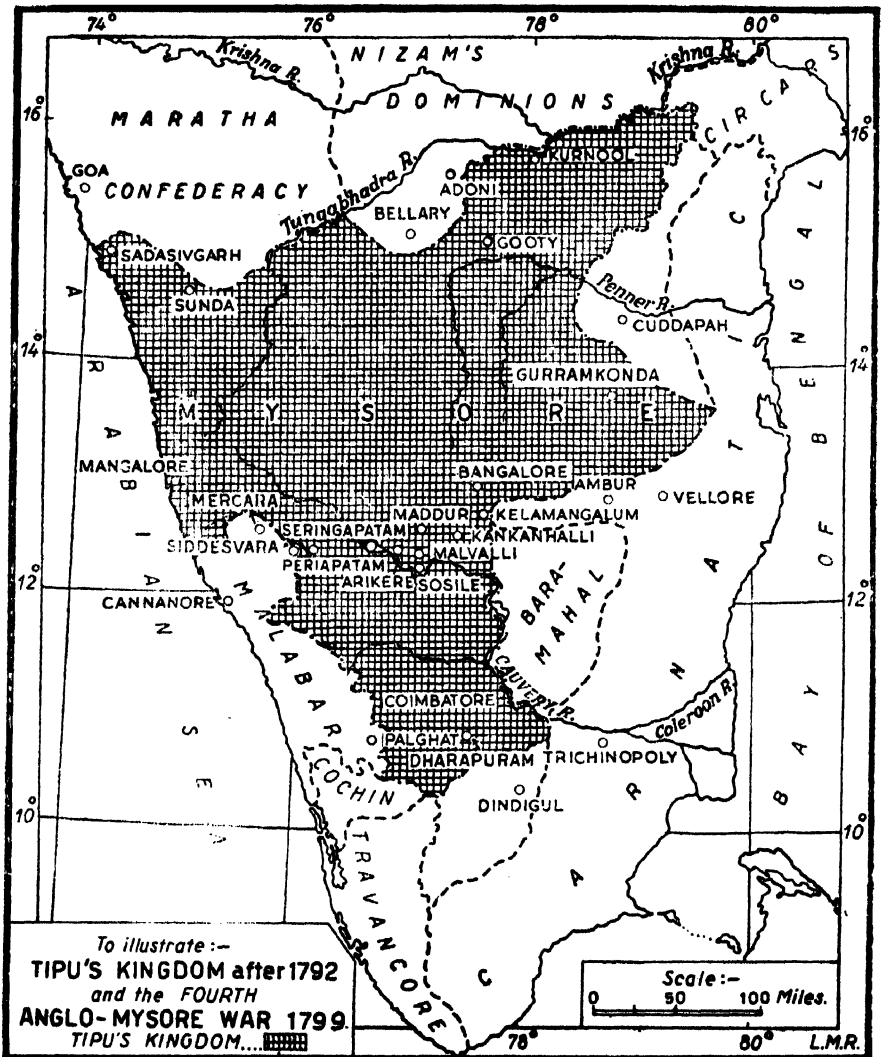 74° 76° 78° 80°
Krishna R.
NIZAM'S
DOMINIONS
Krishna R.
CIRCARS
16° 16°
MARATHA
CONFEDERACY
GOA
Tungabhadra R.
KURNOOL
ADONI
BELLARY
GOOTY
SADASIVGARH
SUNDA
Penner R.
CUDDAPAH
14° 14°
GURRAMKONDA
MYSORE
MANGALORE
BANGALORE
AMBUR
VELLORE
MERCARA
MADDUR
KELAMANGALUM
SERINGAPATAM
KANKANHALLI
SIDDESVARA
MALVALLI
PERIAPATAM
ARIKERE
SOSILE
12° 12°
CANNANORE
BARA-
MAHAL
MALABAR
CAUVERY R.
Coleroon R.
COIMBATORE
PALGHAT
DHARAPURAM
TRICHINOPOLY
COCHIN
DINDIGUL
10° 10°
TRAVANCORE
CARNATIC
ARABIAN SEA
BAY OF BENGAL
To illustrate :-
TIPU'S KINGDOM after 1792
and the FOURTH
ANGLO-MYSORE WAR 1799.
TIPU'S KINGDOM....
Scale :-
0 50 100 Miles.
78° 80°
L.M.R.